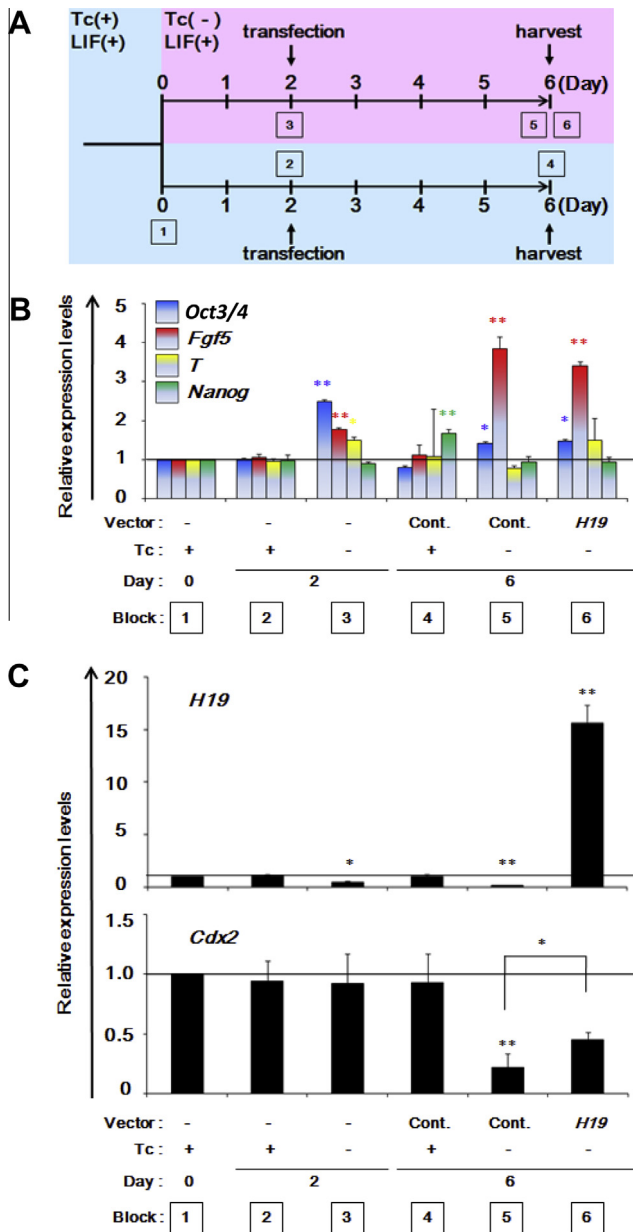 A
Tc(+)
LIF(+)
Tc( - )
LIF(+)
transfection
harvest
0 1 2 3 4 5 6 (Day)
3 5 6
2 4
0 1 2 3 4 5 6 (Day)
1
transfection
harvest
B
Relative expression levels
5
4
3
2
1
0
Oct3/4
Fgf5
T
Nanog
** ** * ** * ** * **
Vector : - - - Cont. Cont. H19
Tc : + + - + - -
Day : 0 2 6
Block : 1 2 3 4 5 6
C
Relative expression levels
20
15
10
5
0
H19
* ** **
1.5
1.0
0.5
0
Cdx2
*
**
Vector : - - - Cont. Cont. H19
Tc : + + - + - -
Day : 0 2 6
Block : 1 2 3 4 5 6